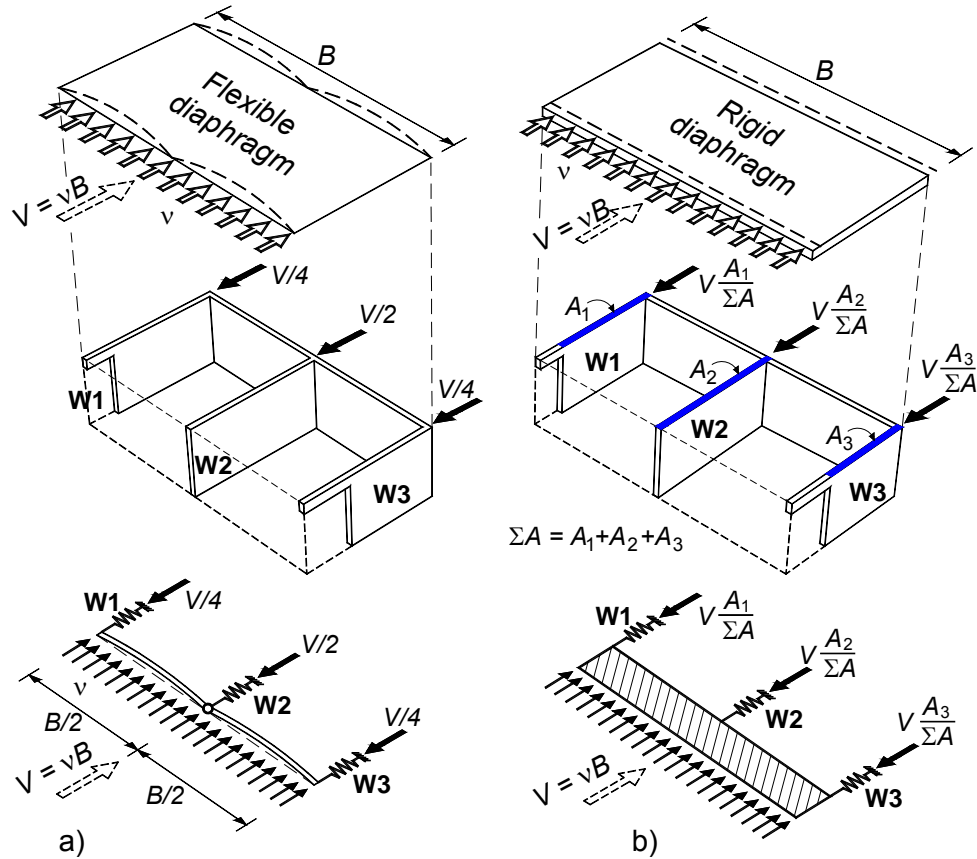 B
Flexible
diaphragm
ν
V = νB
V/4
V/2
V/4
W1
W2
W3
W1
V/4
V/2
W2
V/4
W3
ν
B/2
B/2
V = νB
a)
B
Rigid
diaphragm
ν
V = νB
V A₁/ΣA
V A₂/ΣA
V A₃/ΣA
A₁
W1
A₂
W2
A₃
W3
ΣA = A₁+A₂+A₃
W1
V A₁/ΣA
V A₂/ΣA
W2
V A₃/ΣA
W3
ν
V = νB
b)